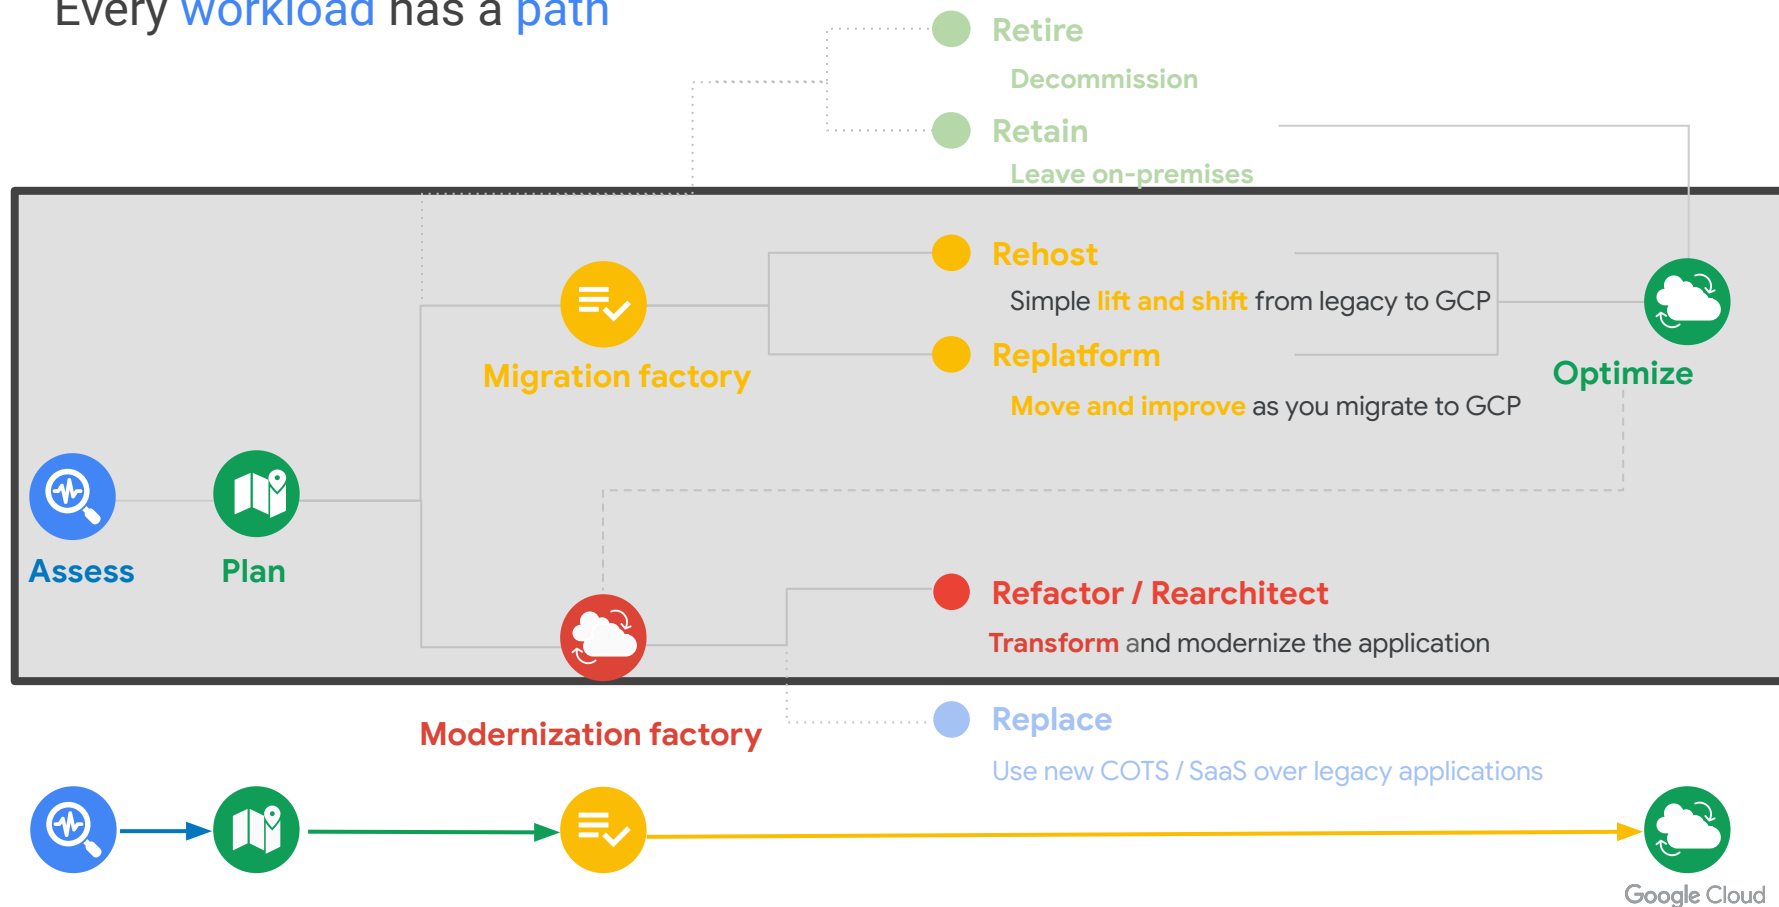 Every workload has a path
Retire
Decommission
Retain
Leave on-premises
Rehost
Simple lift and shift from legacy to GCP
Migration factory
Replatform
Move and improve as you migrate to GCP
Optimize
Assess
Plan
Refactor / Rearchitect
Transform and modernize the application
Modernization factory
Replace
Use new COTS / SaaS over legacy applications
Google Cloud